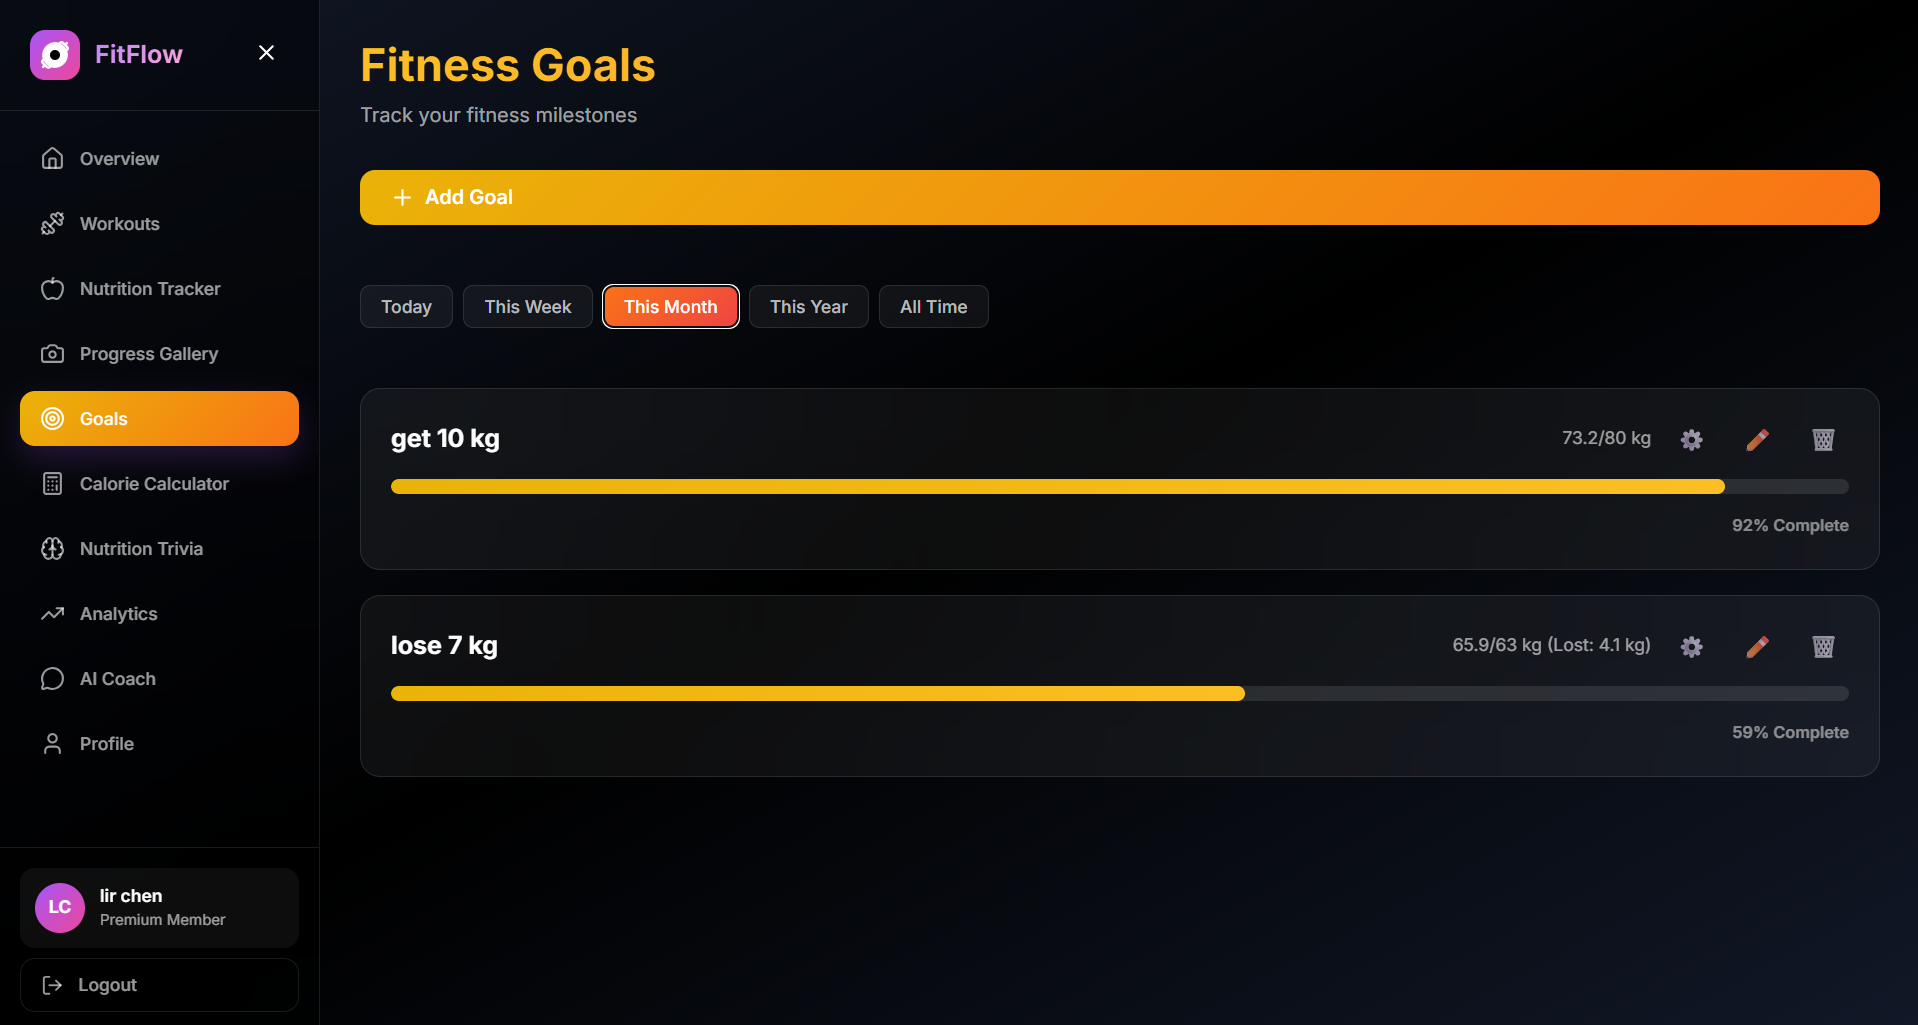 FitFlow
Overview
Workouts
Nutrition Tracker
Progress Gallery
Goals
Calorie Calculator
Nutrition Trivia
Analytics
AI Coach
Profile
LC
lir chen
Premium Member
Logout
Fitness Goals
Track your fitness milestones
+ Add Goal
Today This Week This Month This Year All Time
get 10 kg 73.2/80 kg
92% Complete
lose 7 kg 65.9/63 kg (Lost: 4.1 kg)
59% Complete